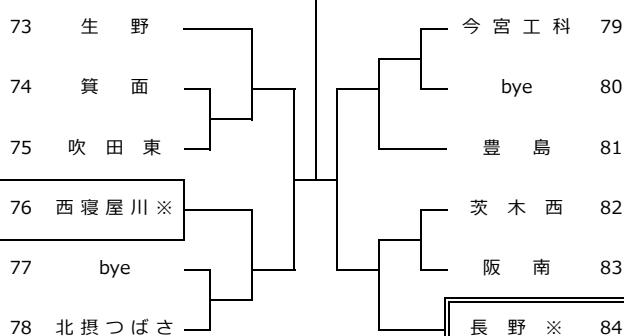 73 生野
74 箕面
75 吹田東
76 西寝屋川※
77 bye
78 北摂つばさ
今宮工科 79
bye 80
豊島 81
茨木西 82
阪南 83
長野※ 84